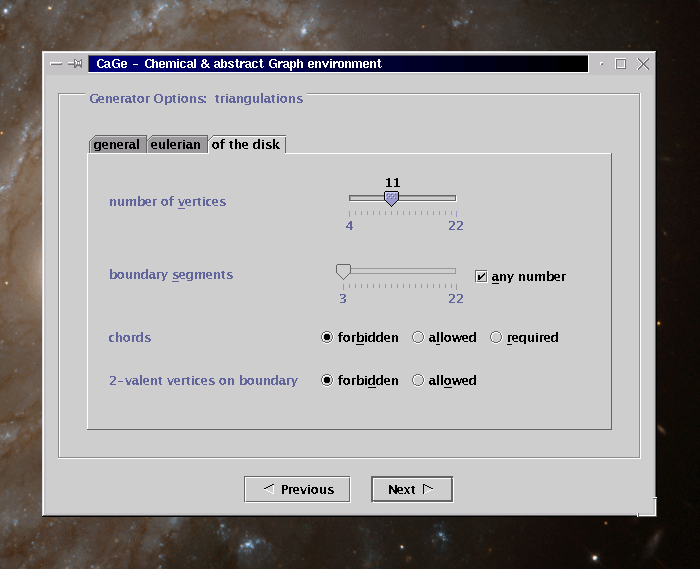 CaGe - Chemical & abstract Graph environment
Generator Options: triangulations
general eulerian of the disk
11
number of vertices
4 22
boundary segments any number
3 22
chords forbidden allowed required
2-valent vertices on boundary forbidden allowed
Previous Next